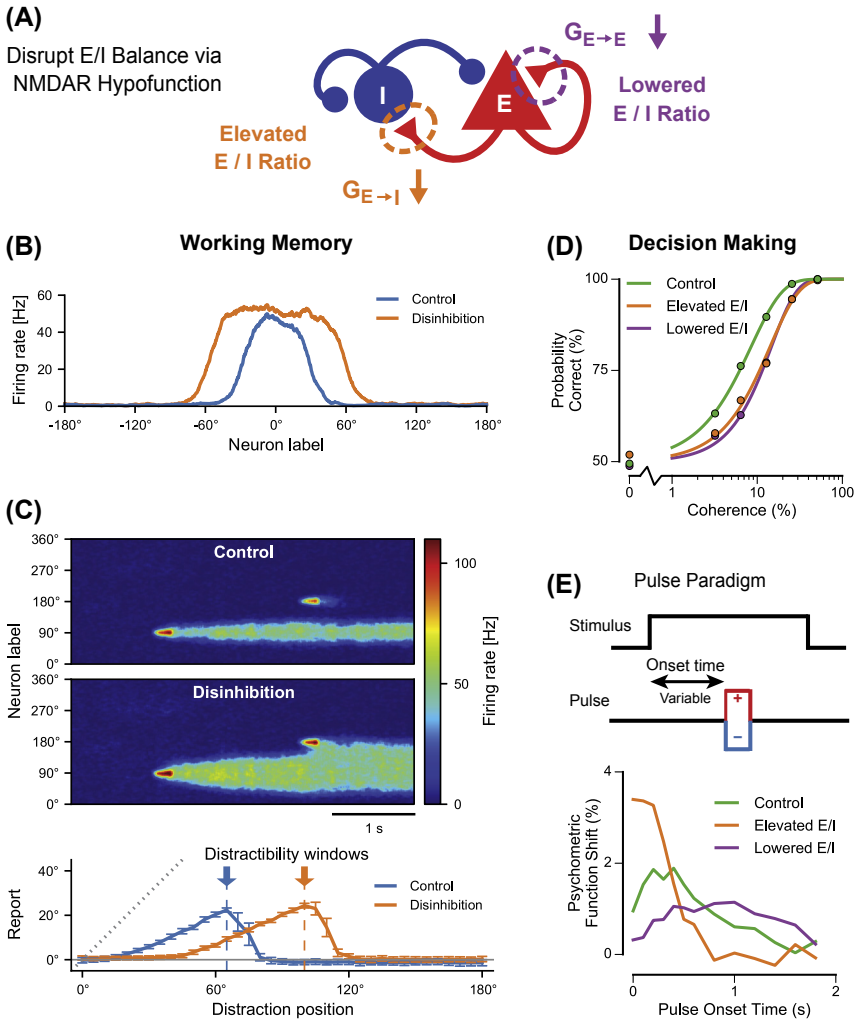 (A)
Disrupt E/I Balance via
NMDAR Hypofunction
I
E
G E→E
Lowered
E / I Ratio
Elevated
E / I Ratio
G E→I
(B)
Working Memory
Firing rate [Hz]
60
40
20
0
-180°
-120°
-60°
0°
60°
120°
180°
Neuron label
Control
Disinhibition
(C)
Neuron label
360°
270°
180°
90°
0°
Control
360°
270°
180°
90°
0°
Disinhibition
100
50
0
Firing rate [Hz]
1 s
Distractibility windows
Report
40°
20°
0°
Control
Disinhibition
0°
60°
120°
180°
Distraction position
(D)
Decision Making
Probability
Correct (%)
100
75
50
Control
Elevated E/I
Lowered E/I
0
1
10
100
Coherence (%)
(E)
Pulse Paradigm
Stimulus
Onset time
Variable
Pulse
+
−
Psychometric
Function Shift (%)
4
2
0
Control
Elevated E/I
Lowered E/I
0
1
2
Pulse Onset Time (s)